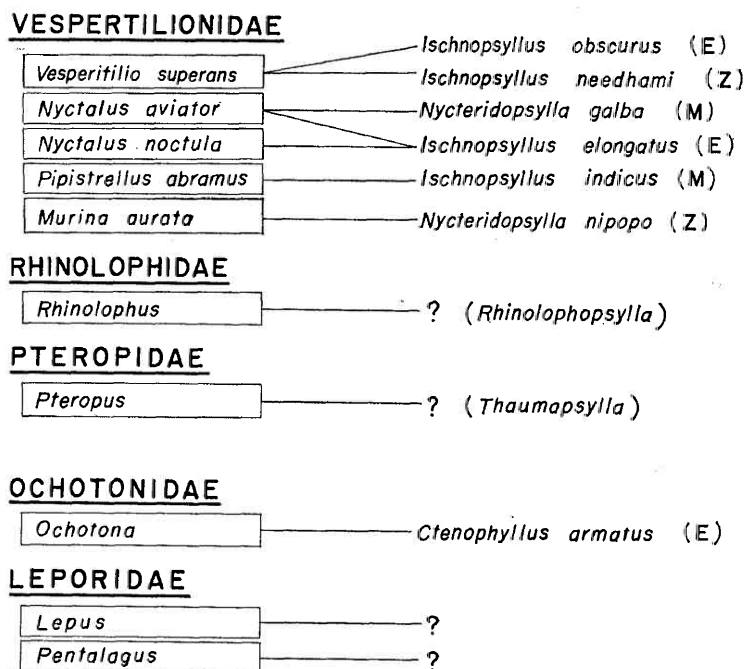 VESPERTILIONIDAE
Ischnopsyllus obscurus (E)
Vesperitilio superans Ischnopsyllus needhami (Z)
Nyctalus aviator Nycteridopsylla galba (M)
Nyctalus noctula Ischnopsyllus elongatus (E)
Pipistrellus abramus Ischnopsyllus indicus (M)
Murina aurata Nycteridopsylla nipopo (Z)
RHINOLOPHIDAE
Rhinolophus ? (Rhinolophopsylla)
PTEROPIDAE
Pteropus ? (Thaumapsylla)
OCHOTONIDAE
Ochotona Ctenophyllus armatus (E)
LEPORIDAE
Lepus ?
Pentalagus ?